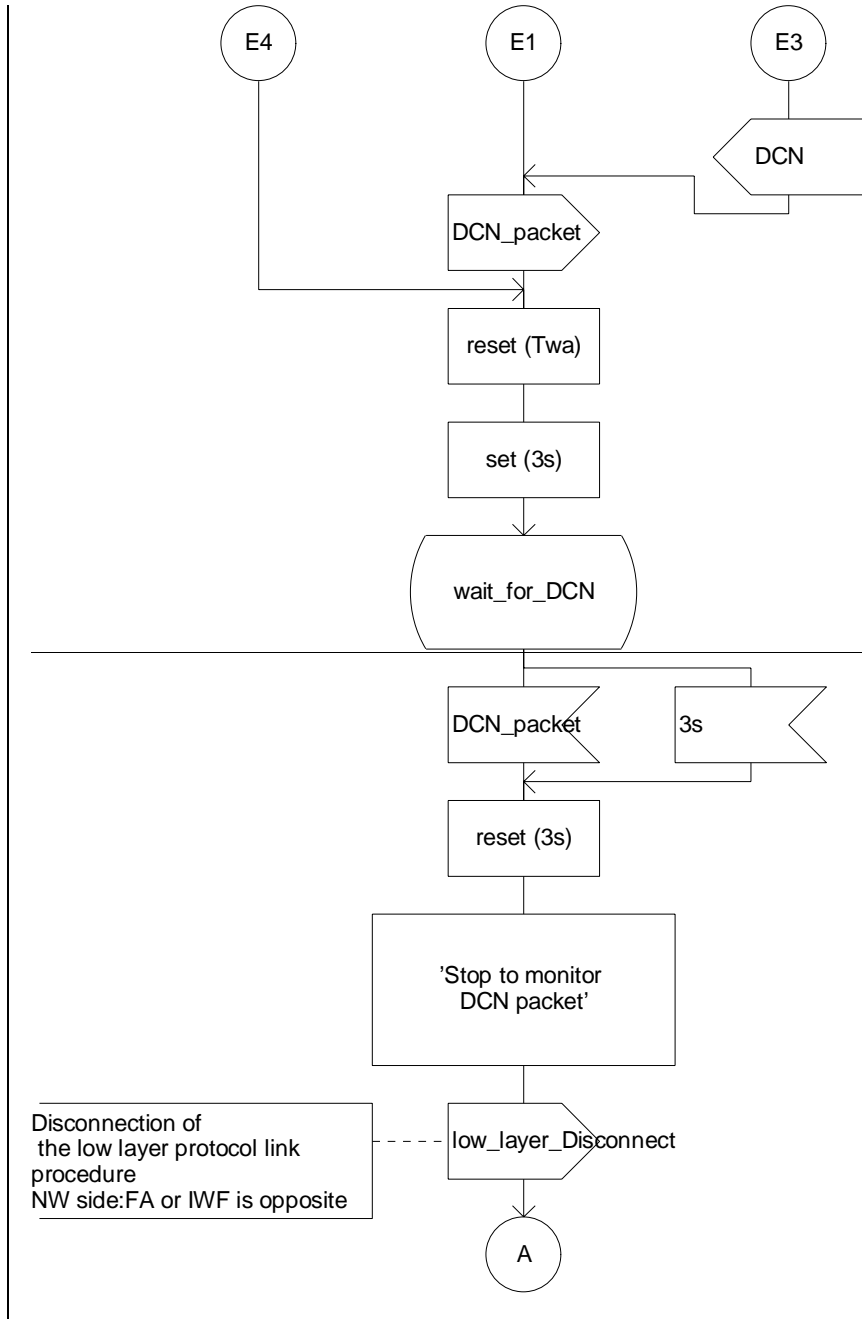 E4
E1
E3
DCN
DCN_packet
reset (Twa)
set (3s)
wait_for_DCN
DCN_packet
3s
reset (3s)
’Stop to monitor
DCN packet’
Disconnection of
the low layer protocol link
procedure
NW side:FA or IWF is opposite
low_layer_Disconnect
A